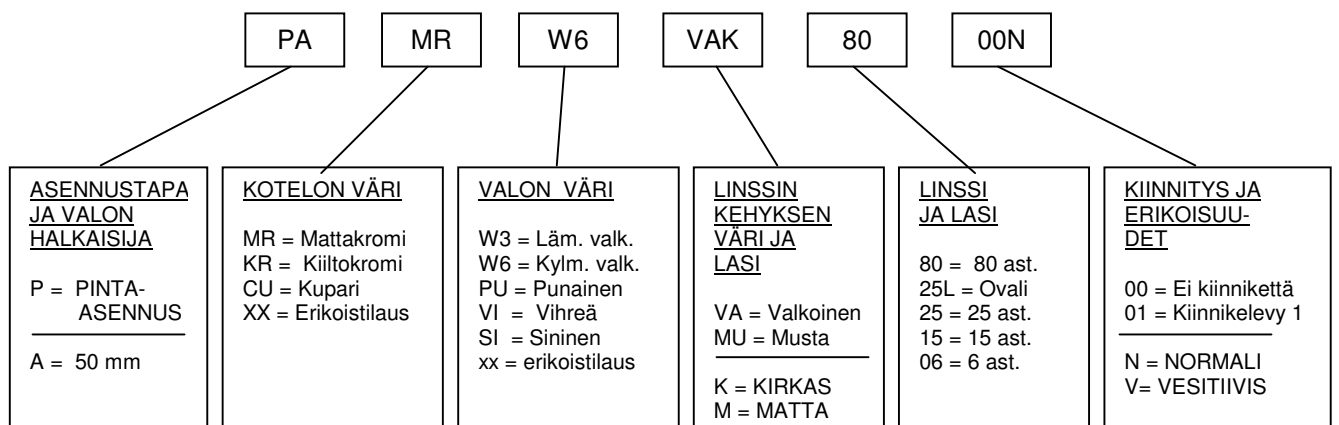 PA MR W6 VAK 80 00N
ASENNUSTAPA
JA VALON
HALKAISIJA
P = PINTA-
ASENNUS
A = 50 mm
KOTELON VÄRI
MR = Mattakromi
KR = Kiiltokromi
CU = Kupari
XX = Erikoistilaus
VALON VÄRI
W3 = Läm. valk.
W6 = Kylm. valk.
PU = Punainen
VI = Vihreä
SI = Sininen
xx = erikoistilaus
LINSSIN
KEHYKSEN
VÄRI JA
LASI
VA = Valkoinen
MU = Musta
K = KIRKAS
M = MATTA
LINSSI
JA LASI
80 = 80 ast.
25L = Ovali
25 = 25 ast.
15 = 15 ast.
06 = 6 ast.
KIINNITYS JA
ERIKOISUU-
DET
00 = Ei kiinnikettä
01 = Kiinnikelevy 1
N = NORMALI
V= VESITIIVIS